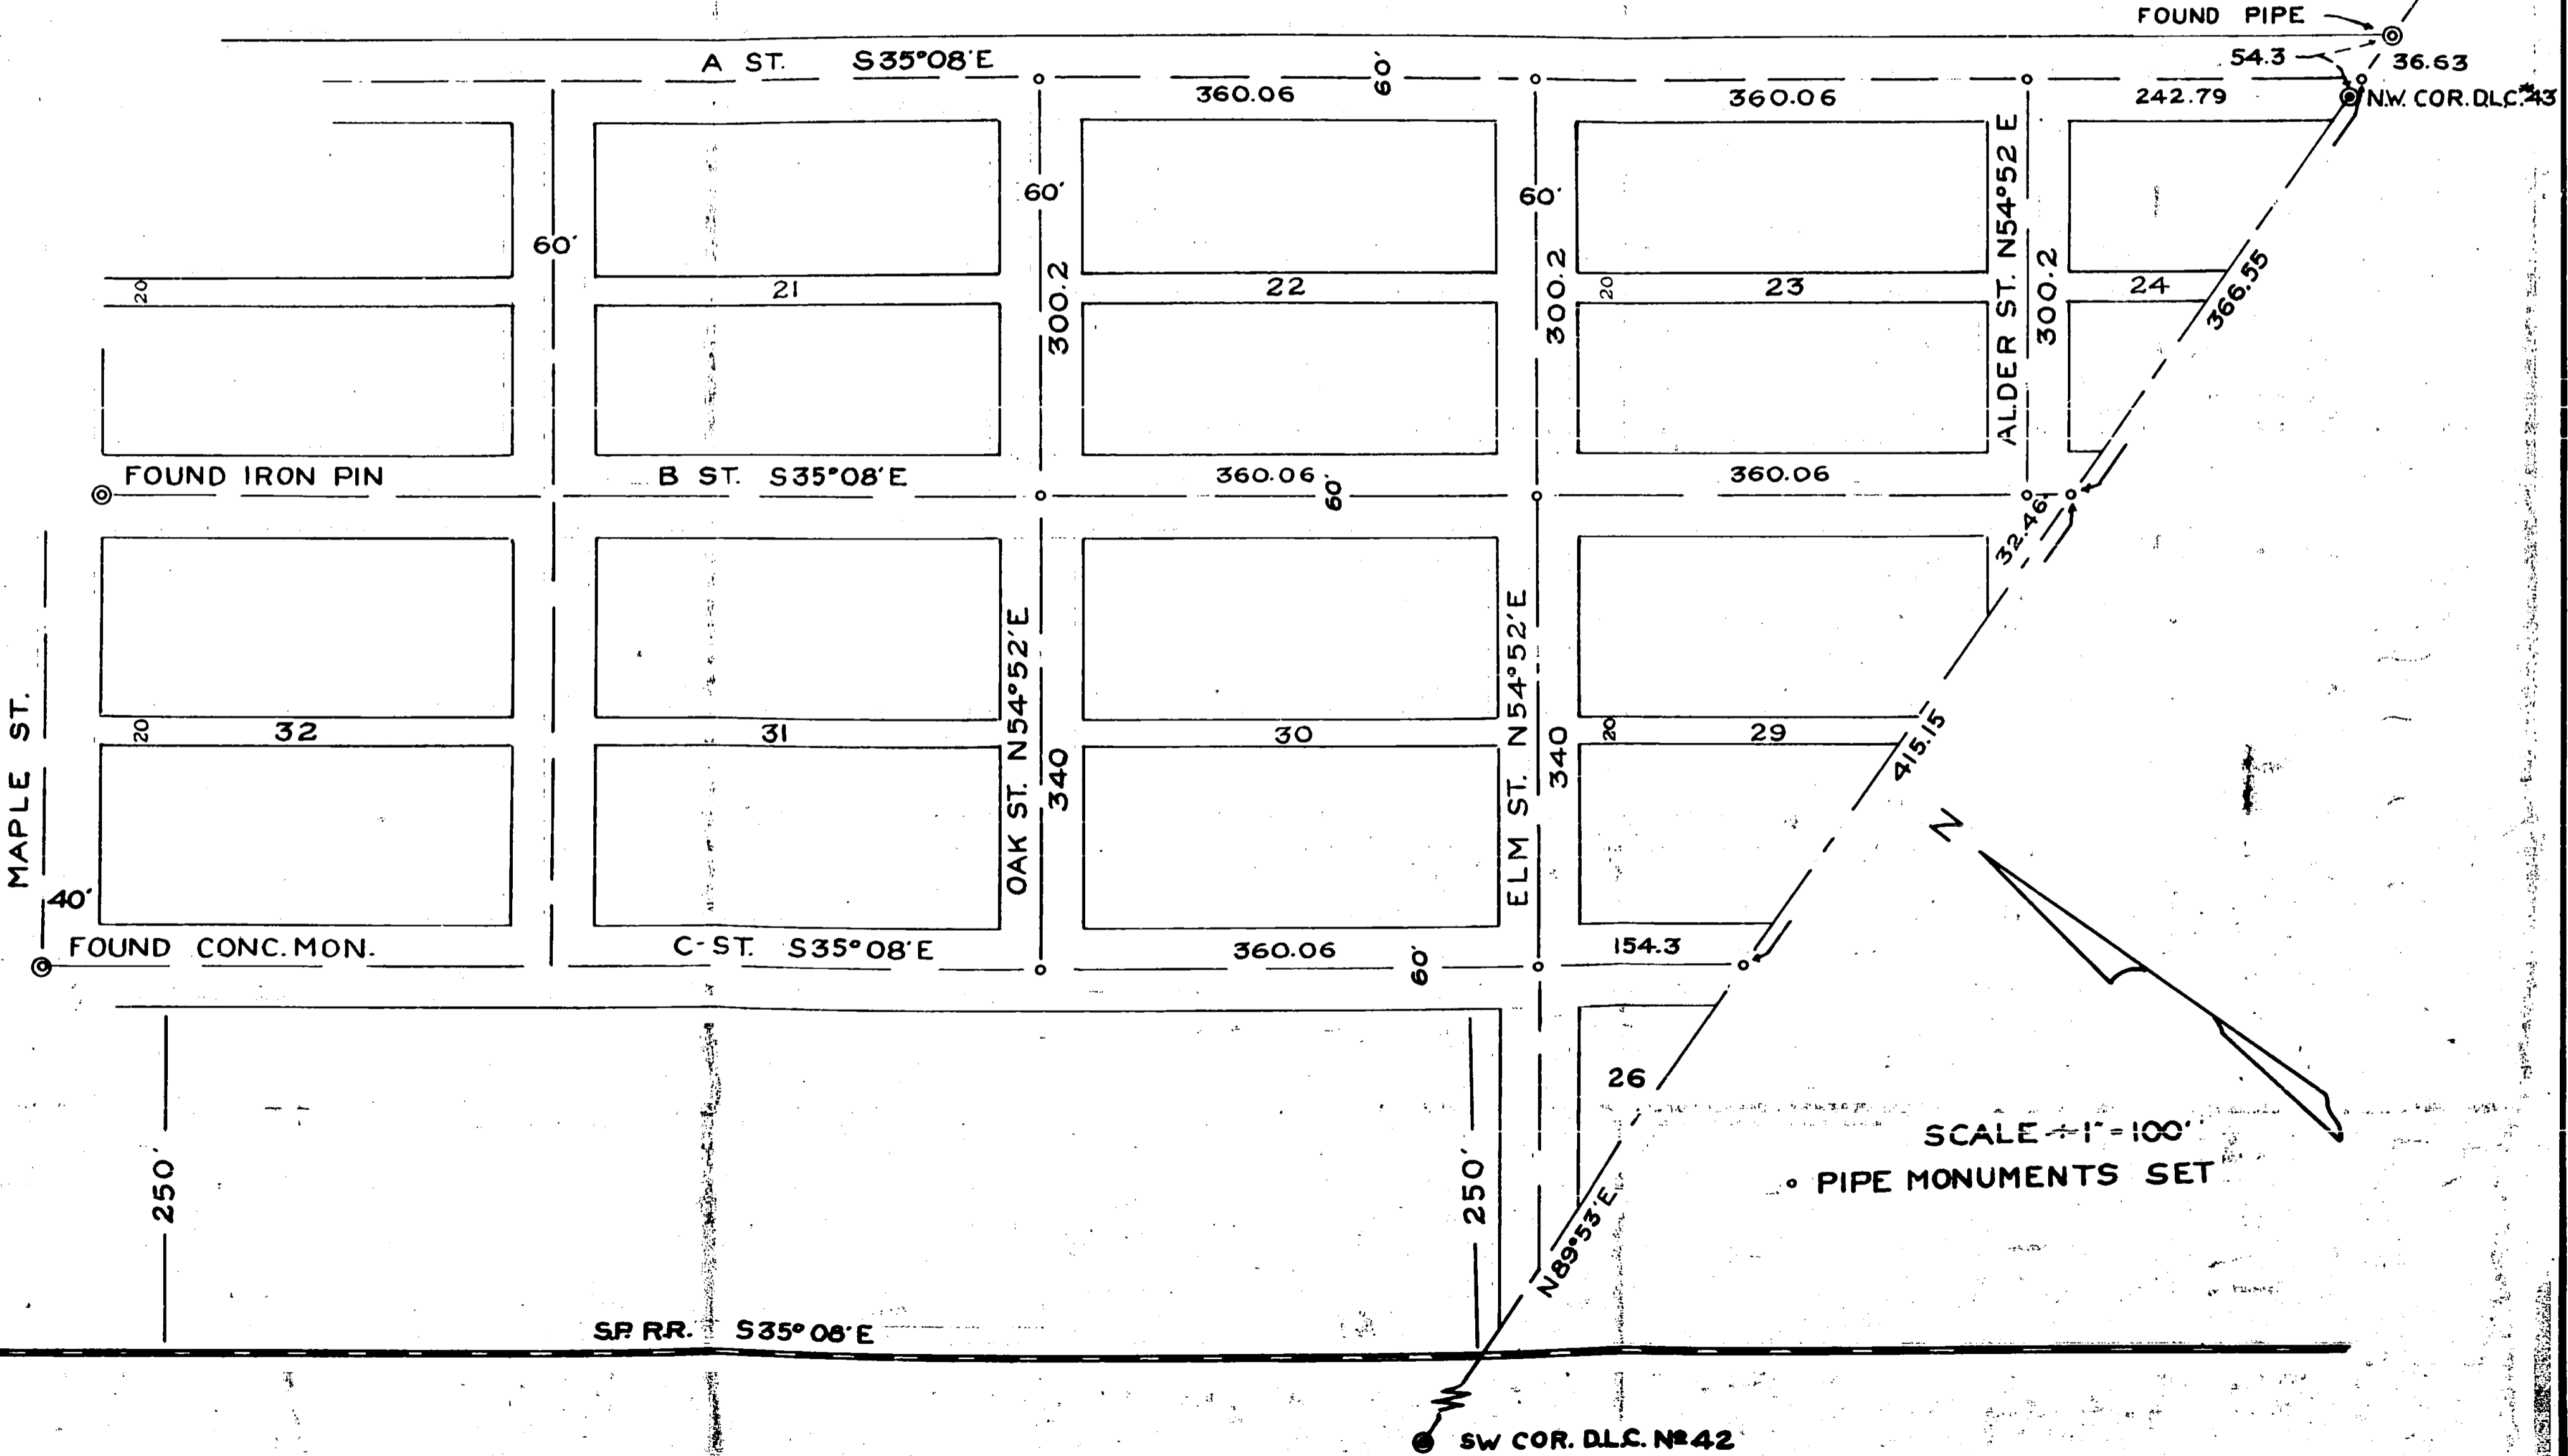 FOUND PIPE
54.3
36.63
A ST. S35°08'E
60'
360.06
360.06
242.79
N.W. COR. D.L.C. #43
60'
60'
60'
ALDER ST. N54°52 E
300.2
300.2
300.2
366.55
20
21
22
20
23
24
FOUND IRON PIN
B ST. S35°08'E
360.06
60'
360.06
32.46
MAPLE ST.
40'
20
32
31
OAK ST. N54°52'E
340
30
ELM ST. N54°52'E
340
20
29
415.15
N
FOUND CONC. MON.
C-ST. S35°08'E
360.06
60'
154.3
26
250'
250'
N89°53'E
SCALE ÷ 1" = 100'
PIPE MONUMENTS SET
S.P. R.R. S35°08'E
SW COR. D.L.C. Nº 42